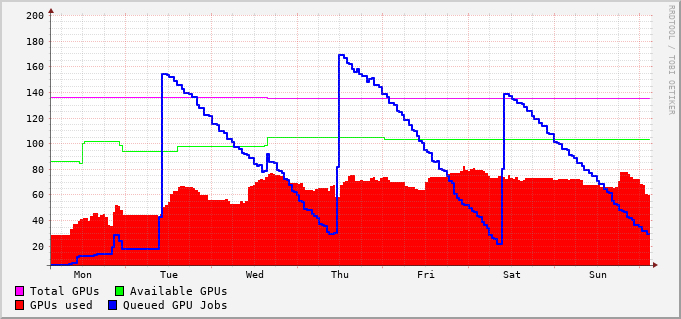 200
180
160
140
120
100
80
60
40
20
Mon Tue Wed Thu Fri Sat Sun
Total GPUs Available GPUs
GPUs used Queued GPU Jobs
RRDTOOL / TOBI OETIKER